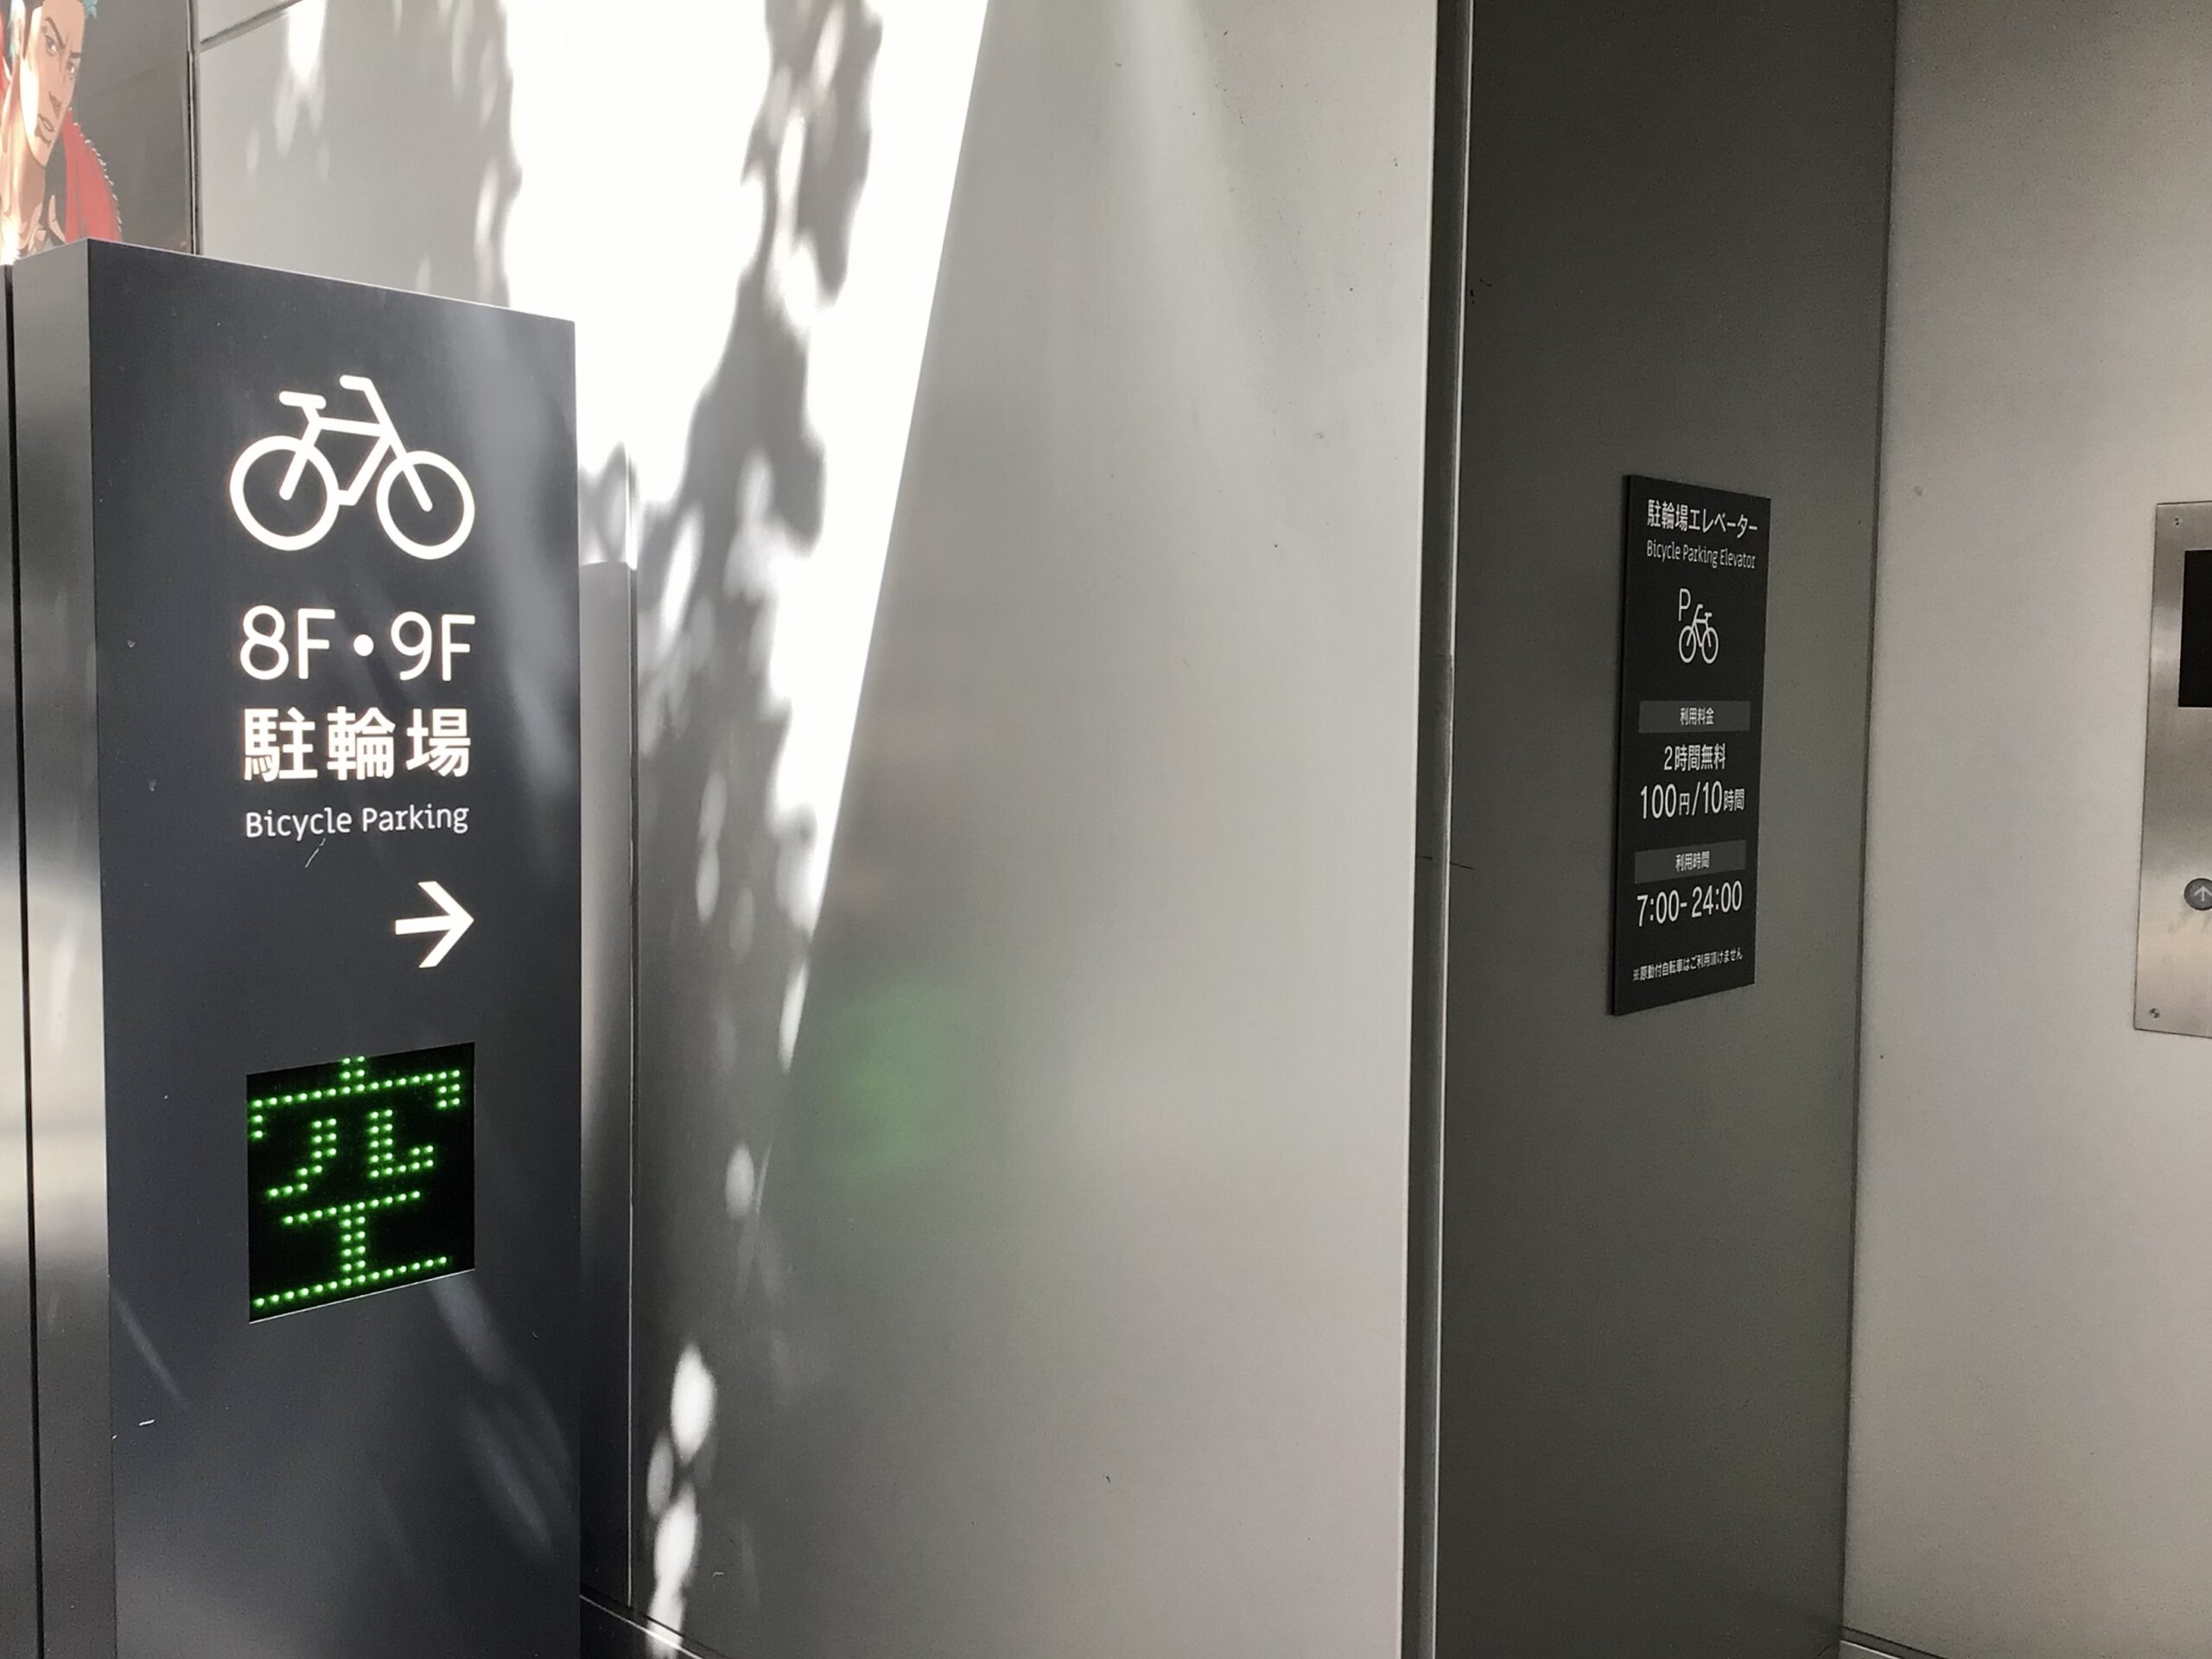 8F・9F
駐輪場
Bicycle Parking
→
空
駐輪場エレベーター
Bicycle Parking Elevator
P
利用料金
2時間無料
100円/10時間
利用時間
7:00-24:00
※原動付自転車はご利用頂けません